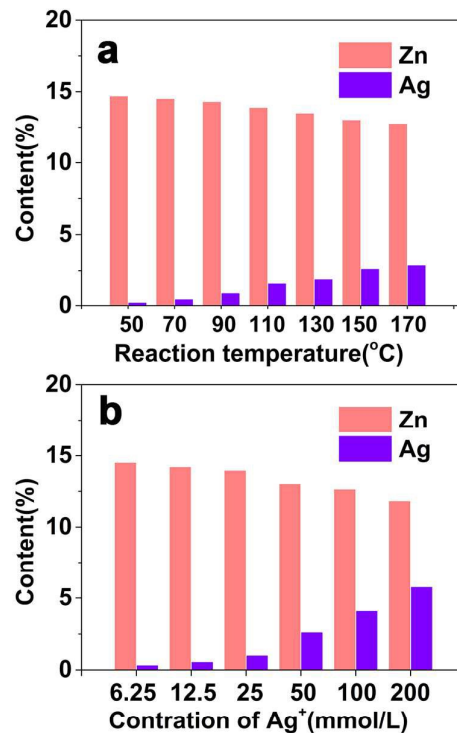 a
Zn
Ag
20
15
10
5
0
Content(%)
50 70 90 110 130 150 170
Reaction temperature(°C)
b
Zn
Ag
20
15
10
5
0
Content(%)
6.25 12.5 25 50 100 200
Contration of Ag⁺(mmol/L)